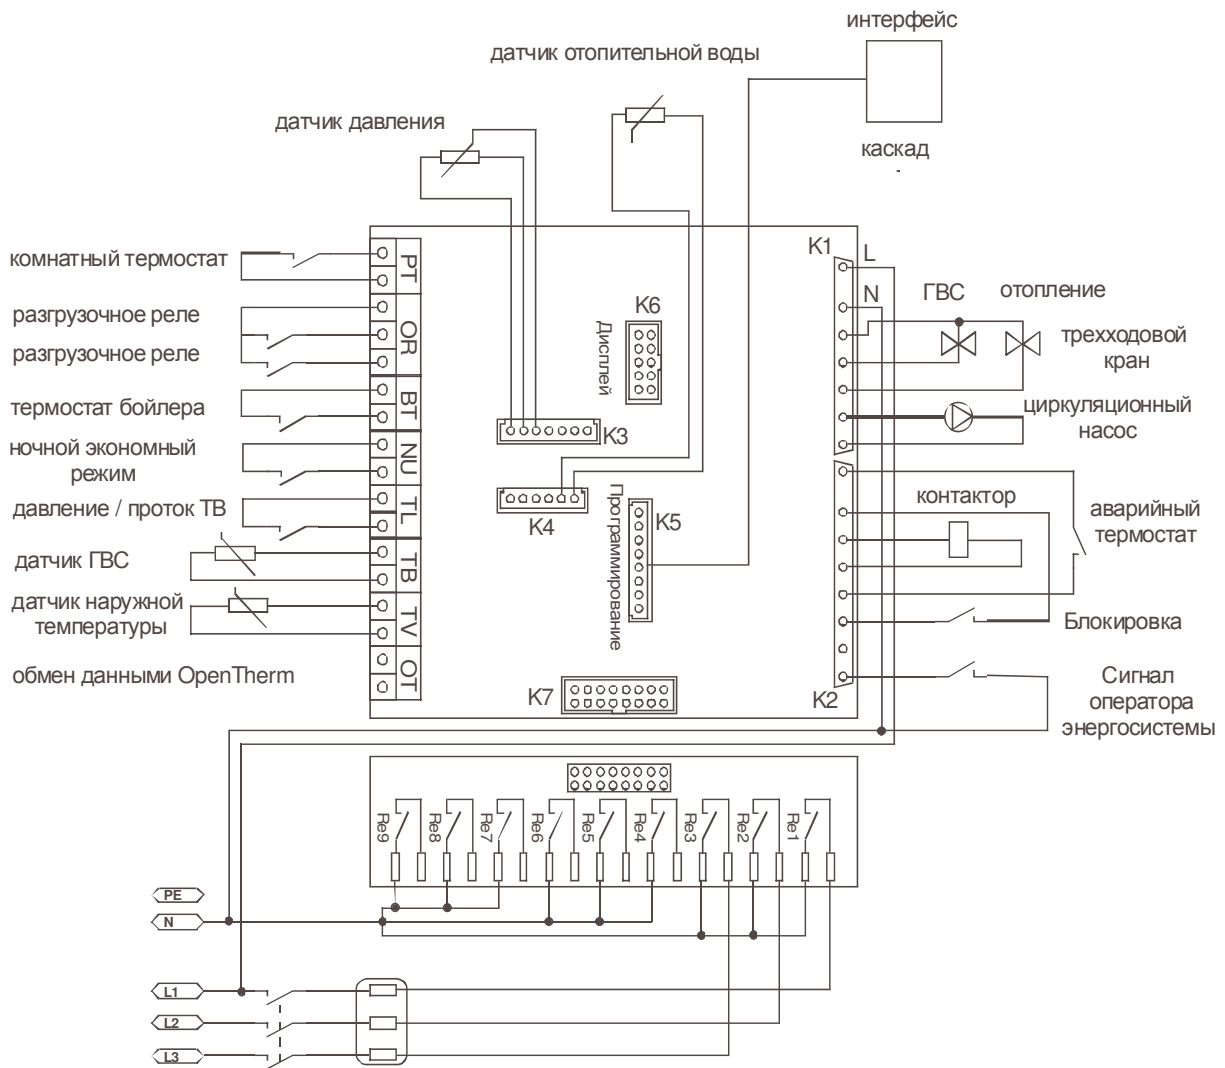 интерфейс
датчик отопительной воды
датчик давления
каскад
K1
L
N
ГВС
отопление
трехходовой
кран
циркуляционный
насос
контактор
аварийный
термостат
Блокировка
Сигнал
оператора
энергосистемы
комнатный термостат
разгрузочное реле
разгрузочное реле
термостат бойлера
ночной экономный
режим
давление / проток ТВ
датчик ГВС
датчик наружной
температуры
обмен данными OpenTherm
PT
OR
BT
NU
TL
TB
TV
OT
K6
Дисплей
K3
K4
K5
Программирование
K7
K2
Re9
Re8
Re7
Re6
Re5
Re4
Re3
Re2
Re1
PE
N
L1
L2
L3